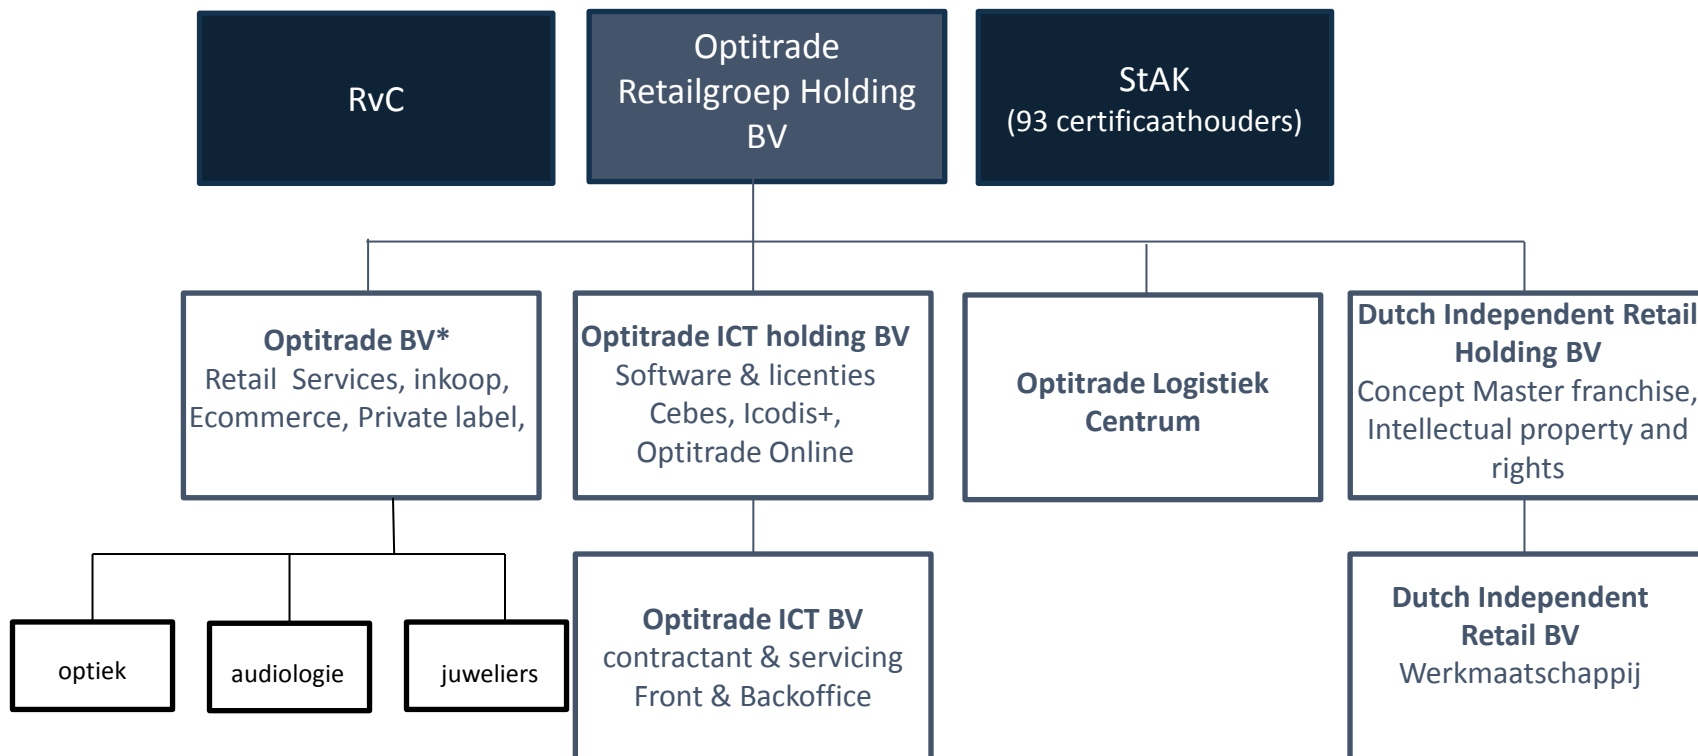 RvC
Optitrade
Retailgroep Holding
BV
StAK
(93 certificaathouders)
Optitrade BV*
Retail Services, inkoop,
Ecommerce, Private label,
Optitrade ICT holding BV
Software & licenties
Cebes, Icodis+,
Optitrade Online
Optitrade Logistiek
Centrum
Dutch Independent Retail
Holding BV
Concept Master franchise,
Intellectual property and
rights
optiek
audiologie
juweliers
Optitrade ICT BV
contractant & servicing
Front & Backoffice
Dutch Independent
Retail BV
Werkmaatschappij